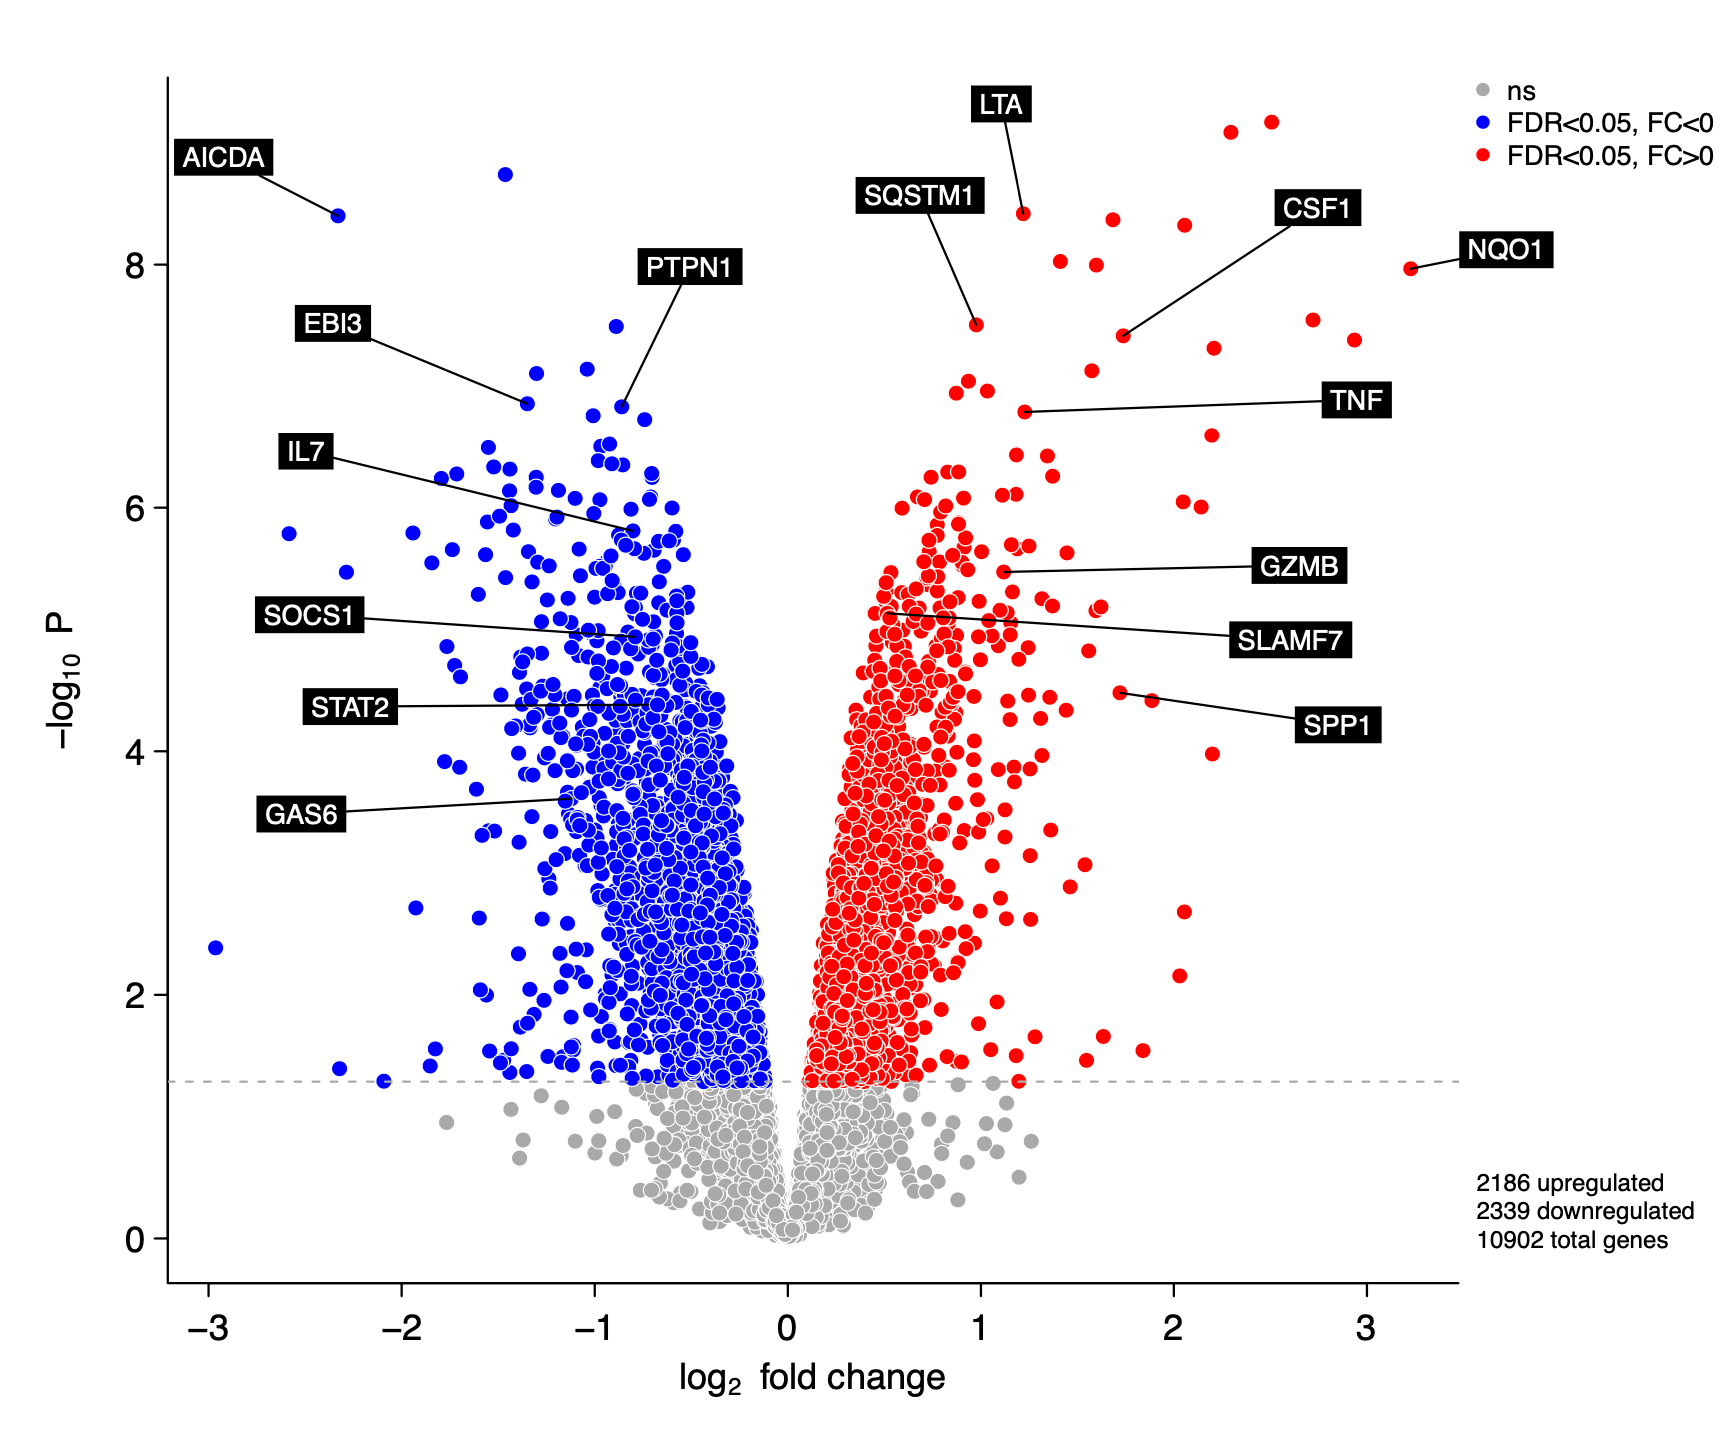 LTA
ns
FDR<0.05, FC<0
FDR<0.05, FC>0
AICDA
SQSTM1
CSF1
NQO1
PTPN1
EBI3
TNF
IL7
GZMB
SOCS1
SLAMF7
STAT2
SPP1
GAS6
8
6
4
2
0
−log10 P
2186 upregulated
2339 downregulated
10902 total genes
−3 −2 −1 0 1 2 3
log2 fold change